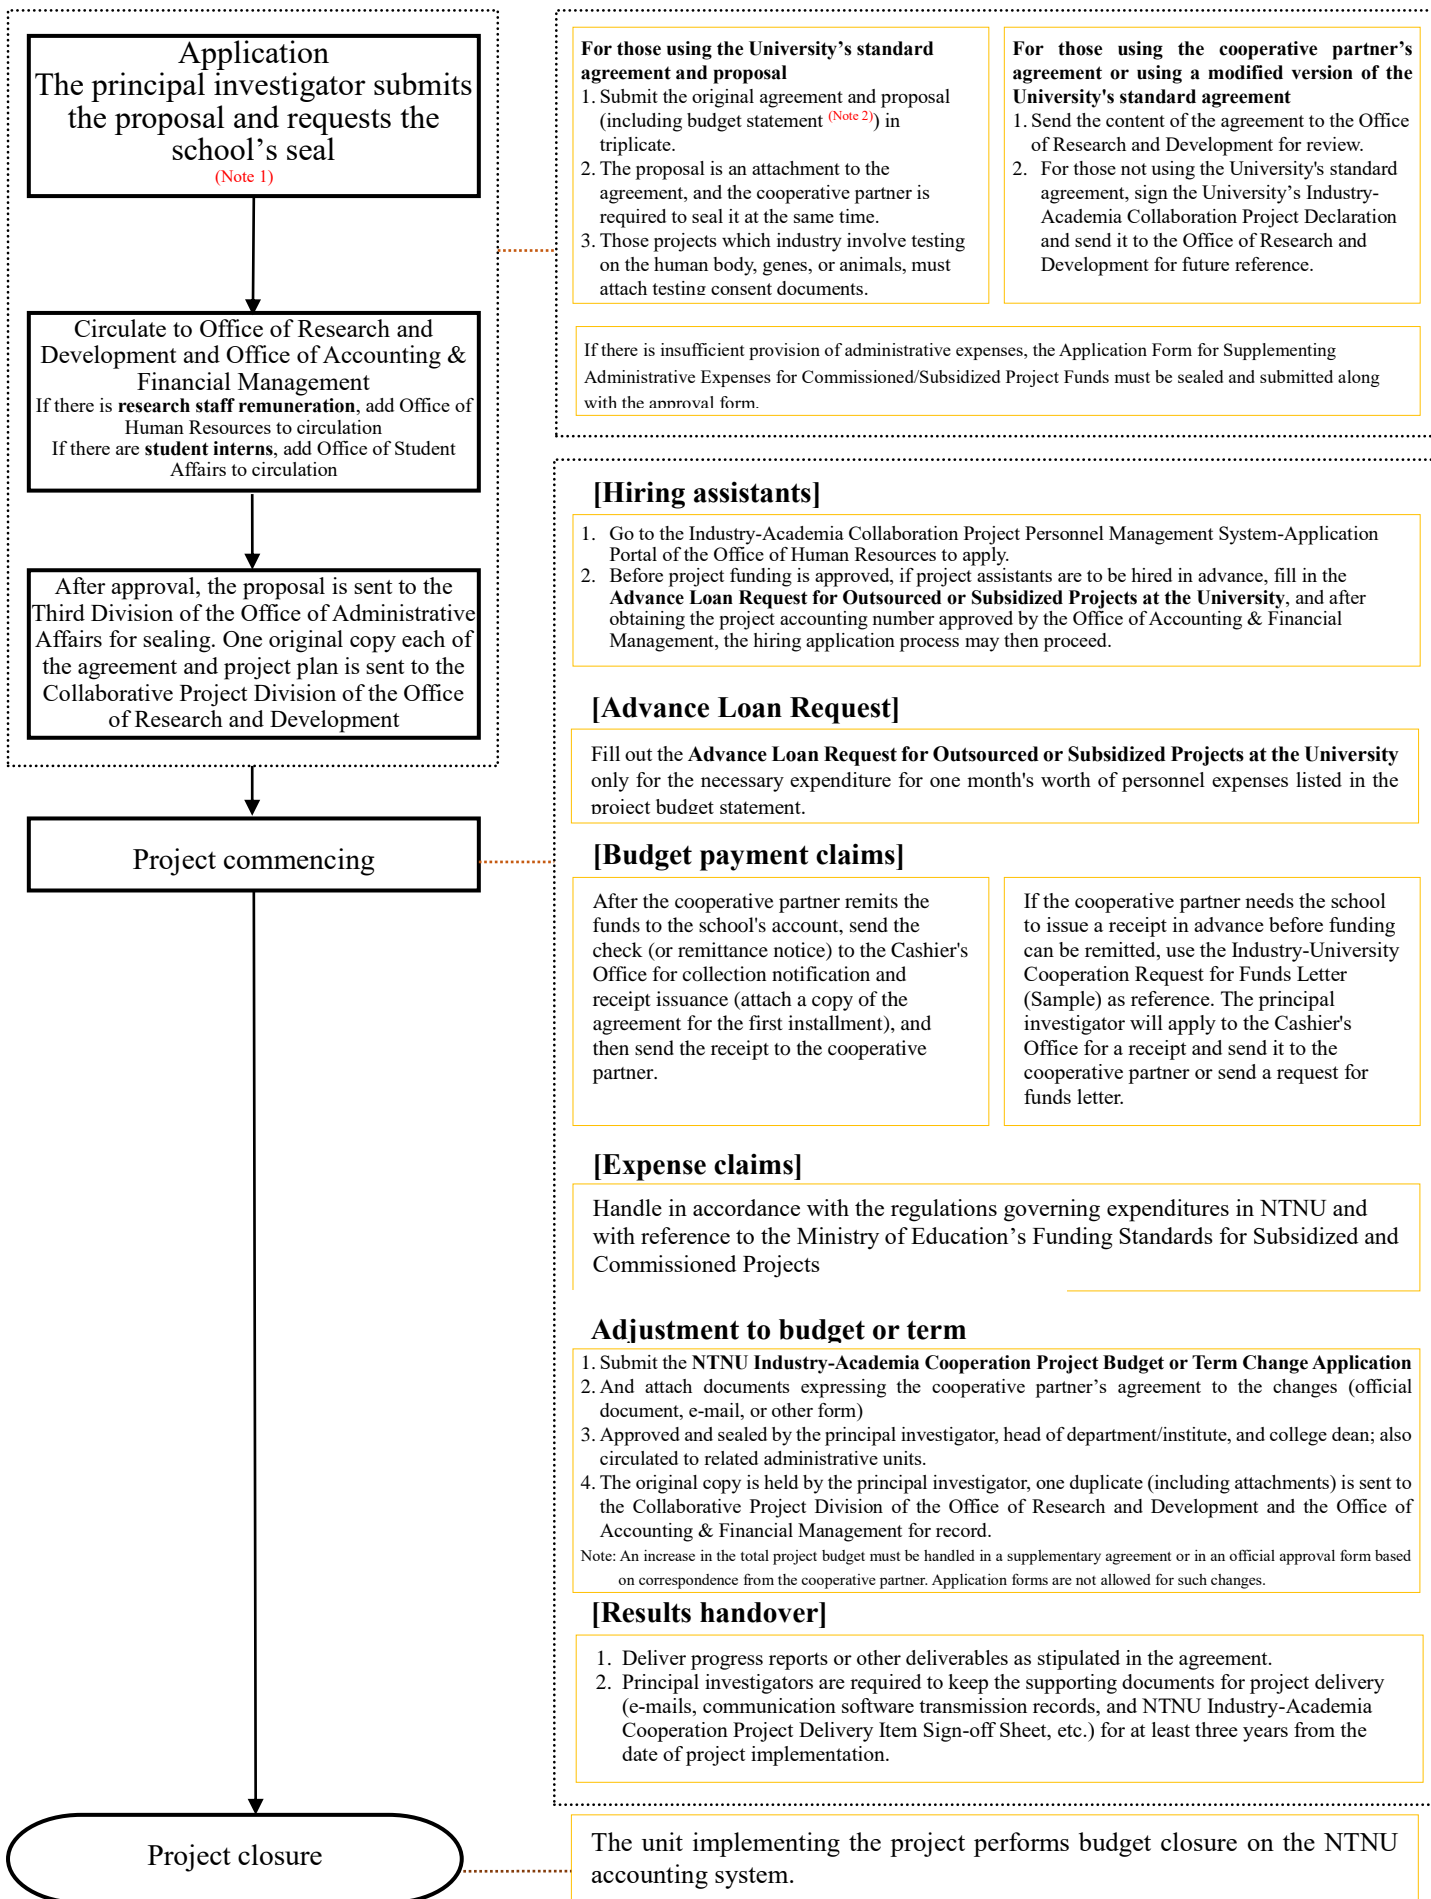 Application
The principal investigator submits
the proposal and requests the
school’s seal
(Note 1)
Circulate to Office of Research and
Development and Office of Accounting &
Financial Management
If there is research staff remuneration, add Office of
Human Resources to circulation
If there are student interns, add Office of Student
Affairs to circulation
After approval, the proposal is sent to the
Third Division of the Office of Administrative
Affairs for sealing. One original copy each of
the agreement and project plan is sent to the
Collaborative Project Division of the Office
of Research and Development
Project commencing
Project closure
For those using the University’s standard
agreement and proposal
1. Submit the original agreement and proposal
(including budget statement (Note 2)) in
triplicate.
2. The proposal is an attachment to the
agreement, and the cooperative partner is
required to seal it at the same time.
3. Those projects which industry involve testing
on the human body, genes, or animals, must
attach testing consent documents.
For those using the cooperative partner’s
agreement or using a modified version of the
University's standard agreement
1. Send the content of the agreement to the Office
of Research and Development for review.
2. For those not using the University's standard
agreement, sign the University’s Industry-
Academia Collaboration Project Declaration
and send it to the Office of Research and
Development for future reference.
If there is insufficient provision of administrative expenses, the Application Form for Supplementing
Administrative Expenses for Commissioned/Subsidized Project Funds must be sealed and submitted along
with the approval form.
[Hiring assistants]
1. Go to the Industry-Academia Collaboration Project Personnel Management System-Application
Portal of the Office of Human Resources to apply.
2. Before project funding is approved, if project assistants are to be hired in advance, fill in the
Advance Loan Request for Outsourced or Subsidized Projects at the University, and after
obtaining the project accounting number approved by the Office of Accounting & Financial
Management, the hiring application process may then proceed.
[Advance Loan Request]
Fill out the Advance Loan Request for Outsourced or Subsidized Projects at the University
only for the necessary expenditure for one month's worth of personnel expenses listed in the
project budget statement.
[Budget payment claims]
After the cooperative partner remits the
funds to the school's account, send the
check (or remittance notice) to the Cashier's
Office for collection notification and
receipt issuance (attach a copy of the
agreement for the first installment), and
then send the receipt to the cooperative
partner.
If the cooperative partner needs the school
to issue a receipt in advance before funding
can be remitted, use the Industry-University
Cooperation Request for Funds Letter
(Sample) as reference. The principal
investigator will apply to the Cashier's
Office for a receipt and send it to the
cooperative partner or send a request for
funds letter.
[Expense claims]
Handle in accordance with the regulations governing expenditures in NTNU and
with reference to the Ministry of Education’s Funding Standards for Subsidized and
Commissioned Projects
Adjustment to budget or term
1. Submit the NTNU Industry-Academia Cooperation Project Budget or Term Change Application
2. And attach documents expressing the cooperative partner’s agreement to the changes (official
document, e-mail, or other form)
3. Approved and sealed by the principal investigator, head of department/institute, and college dean; also
circulated to related administrative units.
4. The original copy is held by the principal investigator, one duplicate (including attachments) is sent to
the Collaborative Project Division of the Office of Research and Development and the Office of
Accounting & Financial Management for record.
Note: An increase in the total project budget must be handled in a supplementary agreement or in an official approval form based
on correspondence from the cooperative partner. Application forms are not allowed for such changes.
[Results handover]
1. Deliver progress reports or other deliverables as stipulated in the agreement.
2. Principal investigators are required to keep the supporting documents for project delivery
(e-mails, communication software transmission records, and NTNU Industry-Academia
Cooperation Project Delivery Item Sign-off Sheet, etc.) for at least three years from the
date of project implementation.
The unit implementing the project performs budget closure on the NTNU
accounting system.